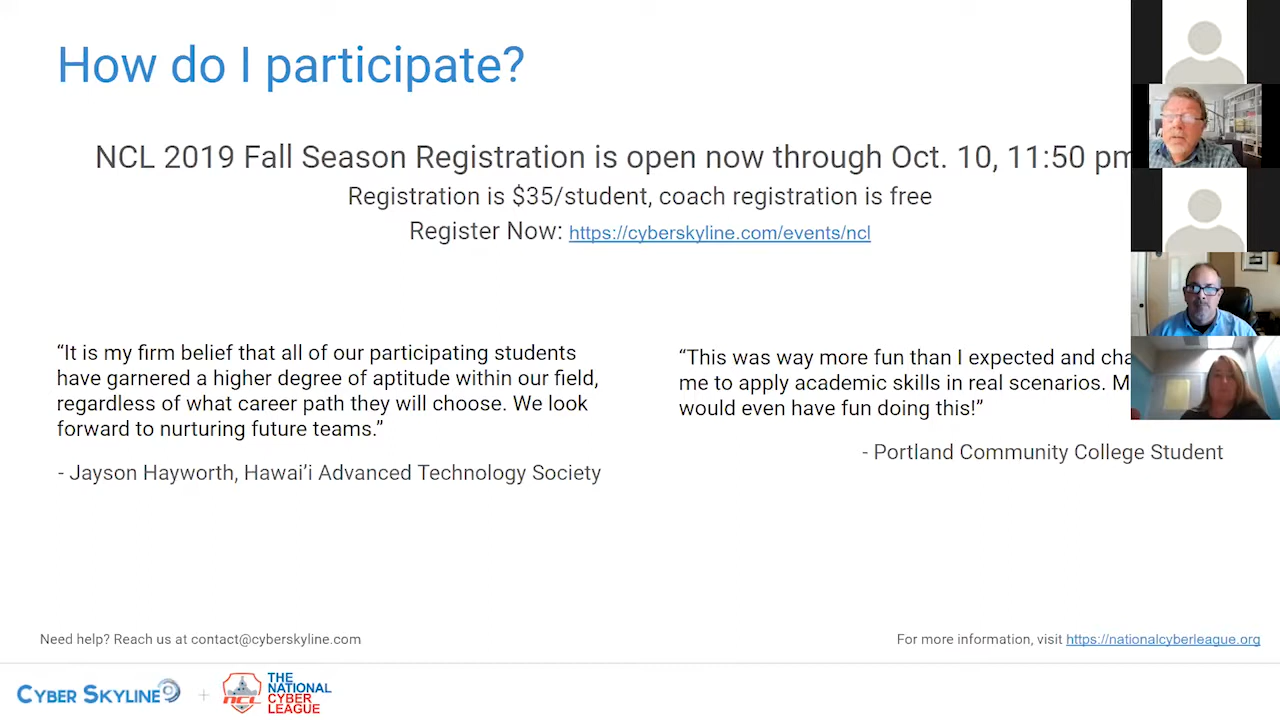 How do I participate?
NCL 2019 Fall Season Registration is open now through Oct. 10, 11:50 pm
Registration is $35/student, coach registration is free
Register Now: https://cyberskyline.com/events/ncl
“It is my firm belief that all of our participating students
have garnered a higher degree of aptitude within our field,
regardless of what career path they will choose. We look
forward to nurturing future teams.”
- Jayson Hayworth, Hawai’i Advanced Technology Society
“This was way more fun than I expected and
me to apply academic skills in real scenarios.
would even have fun doing this!”
- Portland Community College Student
Need help? Reach us at contact@cyberskyline.com
For more information, visit https://nationalcyberleague.org
CYBER SKYLINE
+
NCL
THE
NATIONAL
CYBER
LEAGUE